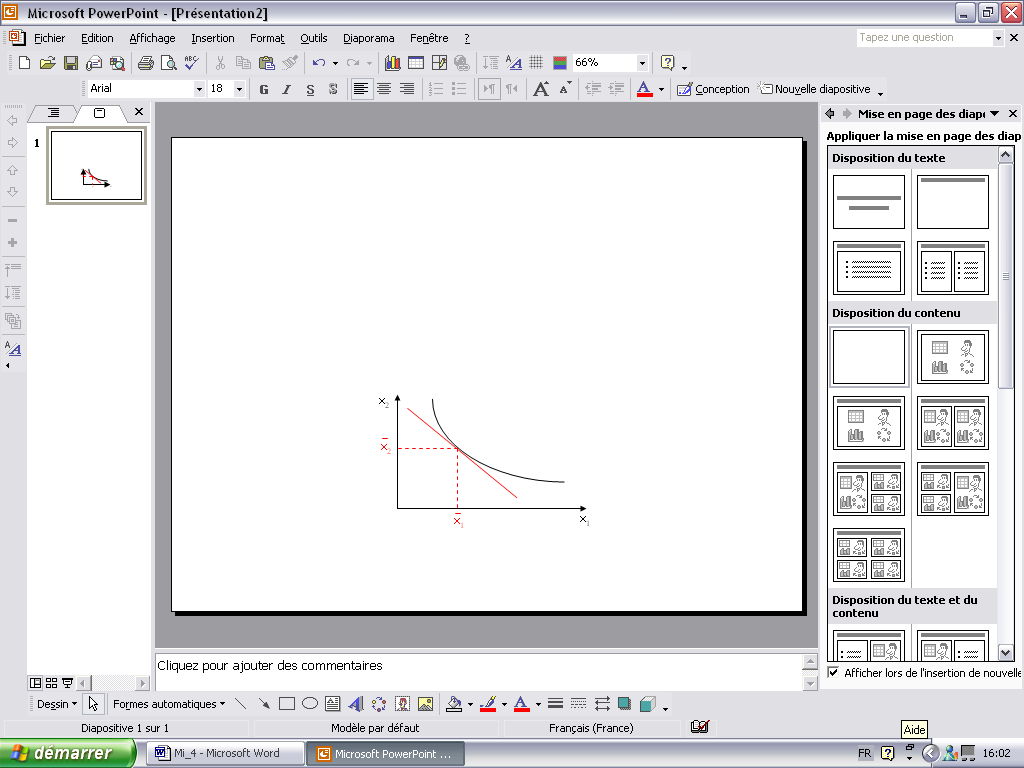 Microsoft PowerPoint - [Présentation2]
Fichier Edition Affichage Insertion Format Outils Diaporama Fenêtre ?
Tapez une question
66%
Arial 18 G I S S
Conception Nouvelle diapositive
Mise en page des diap
Appliquer la mise en page des diap
1
Disposition du texte
Disposition du contenu
x2
x2
x1
xi
Disposition du texte et du
contenu
Cliquez pour ajouter des commentaires
Afficher lors de l'insertion de nouvelle
Dessin Formes automatiques
Diapositive 1 sur 1 Modèle par défaut Français (France)
Aide
démarrer Mi_4 - Microsoft Word Microsoft PowerPoint ... FR 16:02